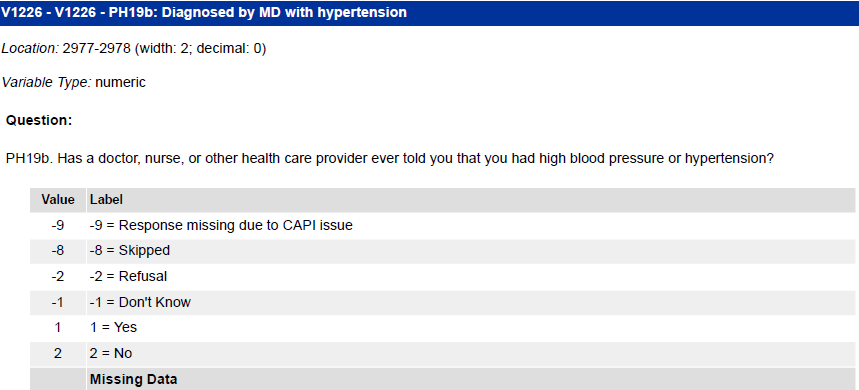 V1226 - V1226 - PH19b: Diagnosed by MD with hypertension
Location: 2977-2978 (width: 2; decimal: 0)
Variable Type: numeric
Question:
PH19b. Has a doctor, nurse, or other health care provider ever told you that you had high blood pressure or hypertension?
Value Label
-9 -9 = Response missing due to CAPI issue
-8 -8 = Skipped
-2 -2 = Refusal
-1 -1 = Don't Know
1 1 = Yes
2 2 = No
Missing Data